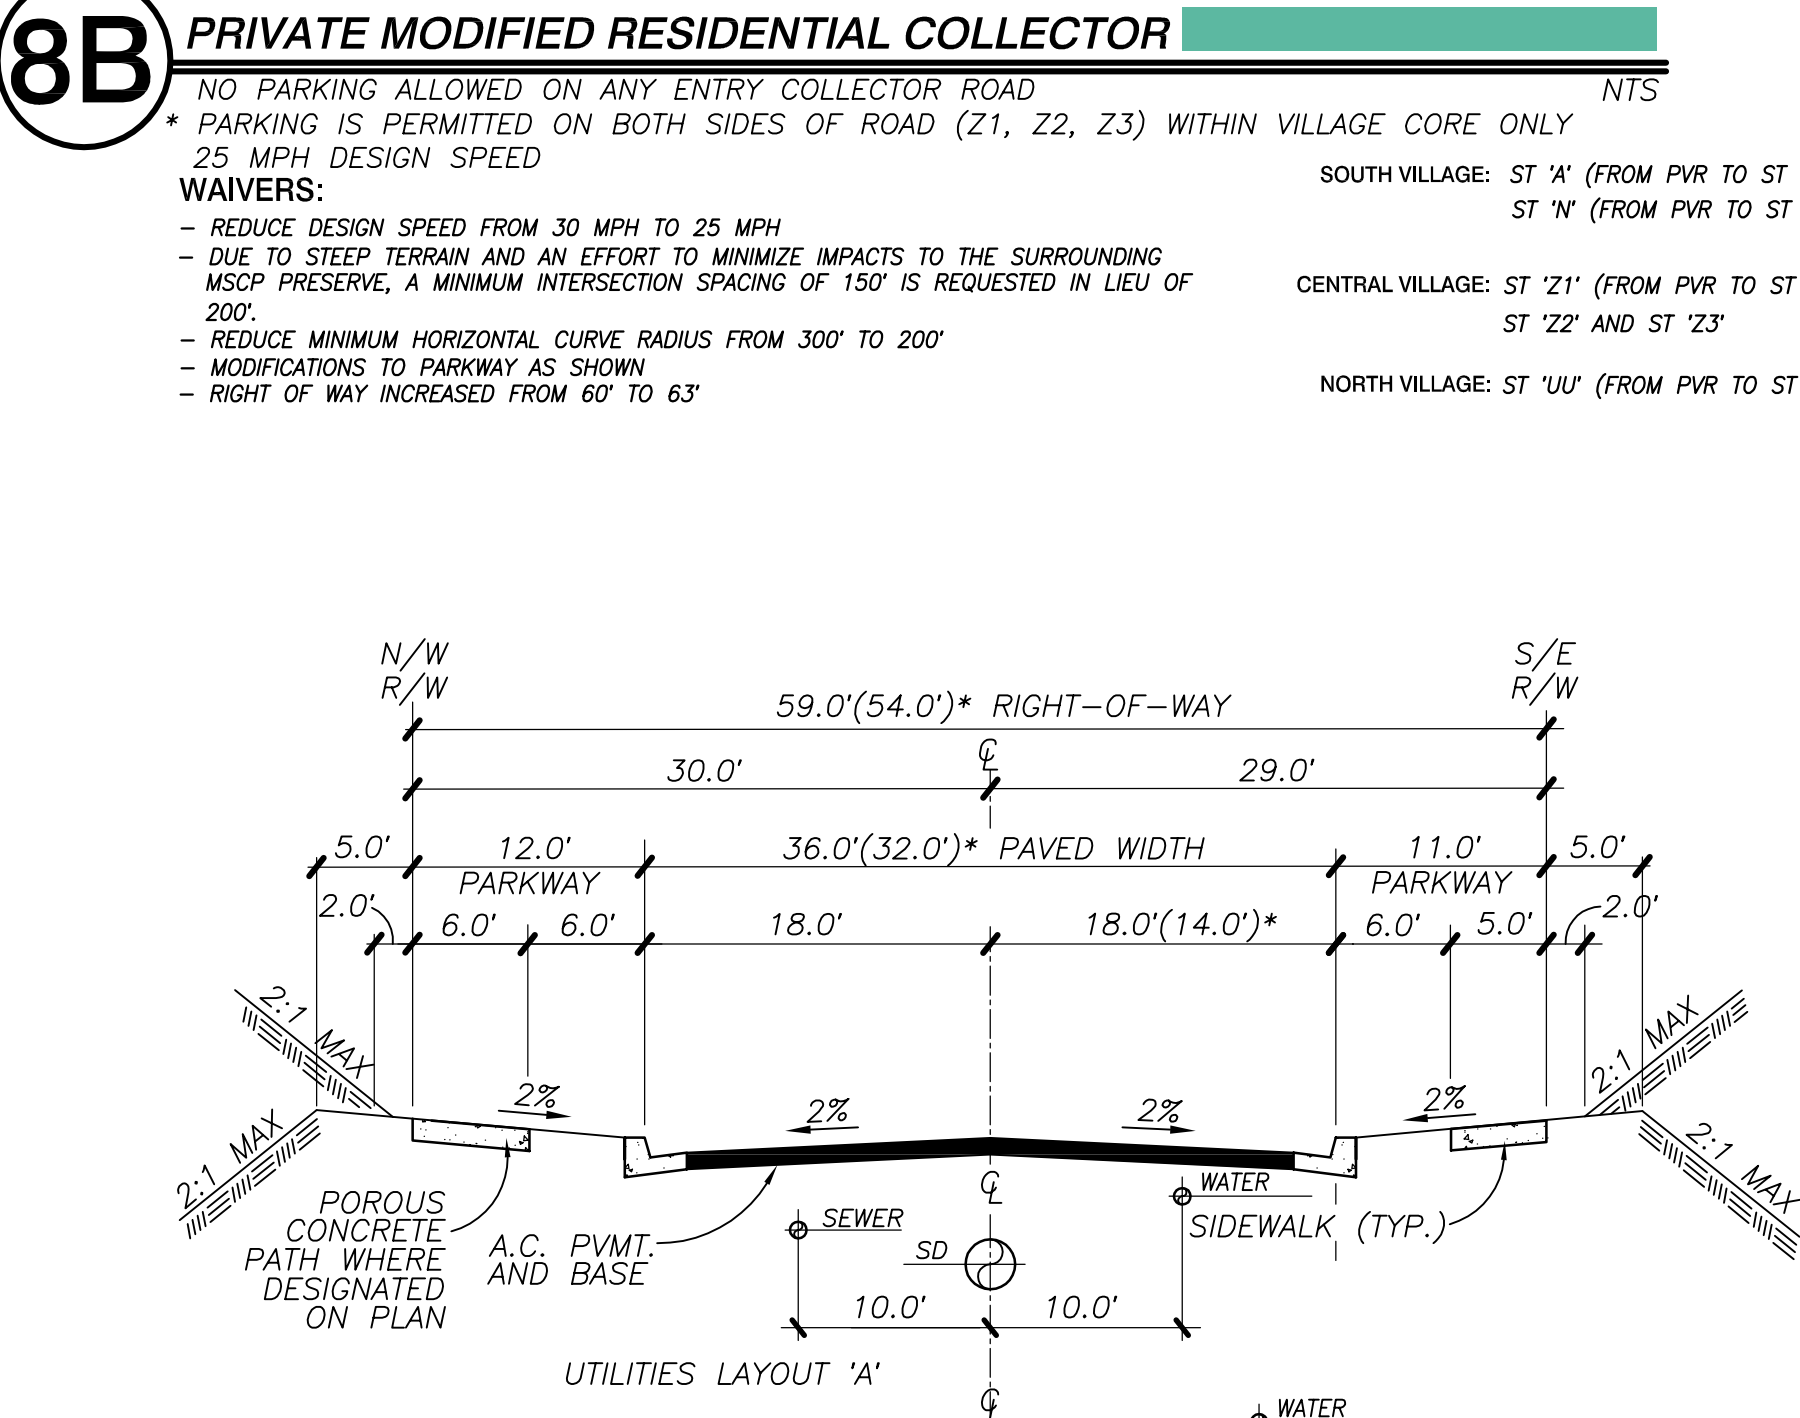 8B
PRIVATE MODIFIED RESIDENTIAL COLLECTOR
NO PARKING ALLOWED ON ANY ENTRY COLLECTOR ROAD
NTS
* PARKING IS PERMITTED ON BOTH SIDES OF ROAD (Z1, Z2, Z3) WITHIN VILLAGE CORE ONLY
25 MPH DESIGN SPEED
WAIVERS:
– REDUCE DESIGN SPEED FROM 30 MPH TO 25 MPH
– DUE TO STEEP TERRAIN AND AN EFFORT TO MINIMIZE IMPACTS TO THE SURROUNDING
MSCP PRESERVE, A MINIMUM INTERSECTION SPACING OF 150' IS REQUESTED IN LIEU OF
200'.
– REDUCE MINIMUM HORIZONTAL CURVE RADIUS FROM 300' TO 200'
– MODIFICATIONS TO PARKWAY AS SHOWN
– RIGHT OF WAY INCREASED FROM 60' TO 63'
SOUTH VILLAGE: ST 'A' (FROM PVR TO ST
ST 'N' (FROM PVR TO ST
CENTRAL VILLAGE: ST 'Z1' (FROM PVR TO ST
ST 'Z2' AND ST 'Z3'
NORTH VILLAGE: ST 'UU' (FROM PVR TO ST
N/W
R/W
S/E
R/W
59.0'(54.0')* RIGHT-OF-WAY
℄
30.0'
29.0'
5.0'
12.0'
PARKWAY
36.0'(32.0')* PAVED WIDTH
11.0'
PARKWAY
5.0'
2.0'
6.0'
6.0'
18.0'
18.0'(14.0')*
6.0'
5.0'
2.0'
2:1 MAX
2:1 MAX
2%
2%
2%
2%
2:1 MAX
2:1 MAX
POROUS
CONCRETE
PATH WHERE
DESIGNATED
ON PLAN
A.C. PVMT.
AND BASE
SEWER
℄
SD
WATER
SIDEWALK (TYP.)
10.0'
10.0'
UTILITIES LAYOUT 'A'
℄
WATER